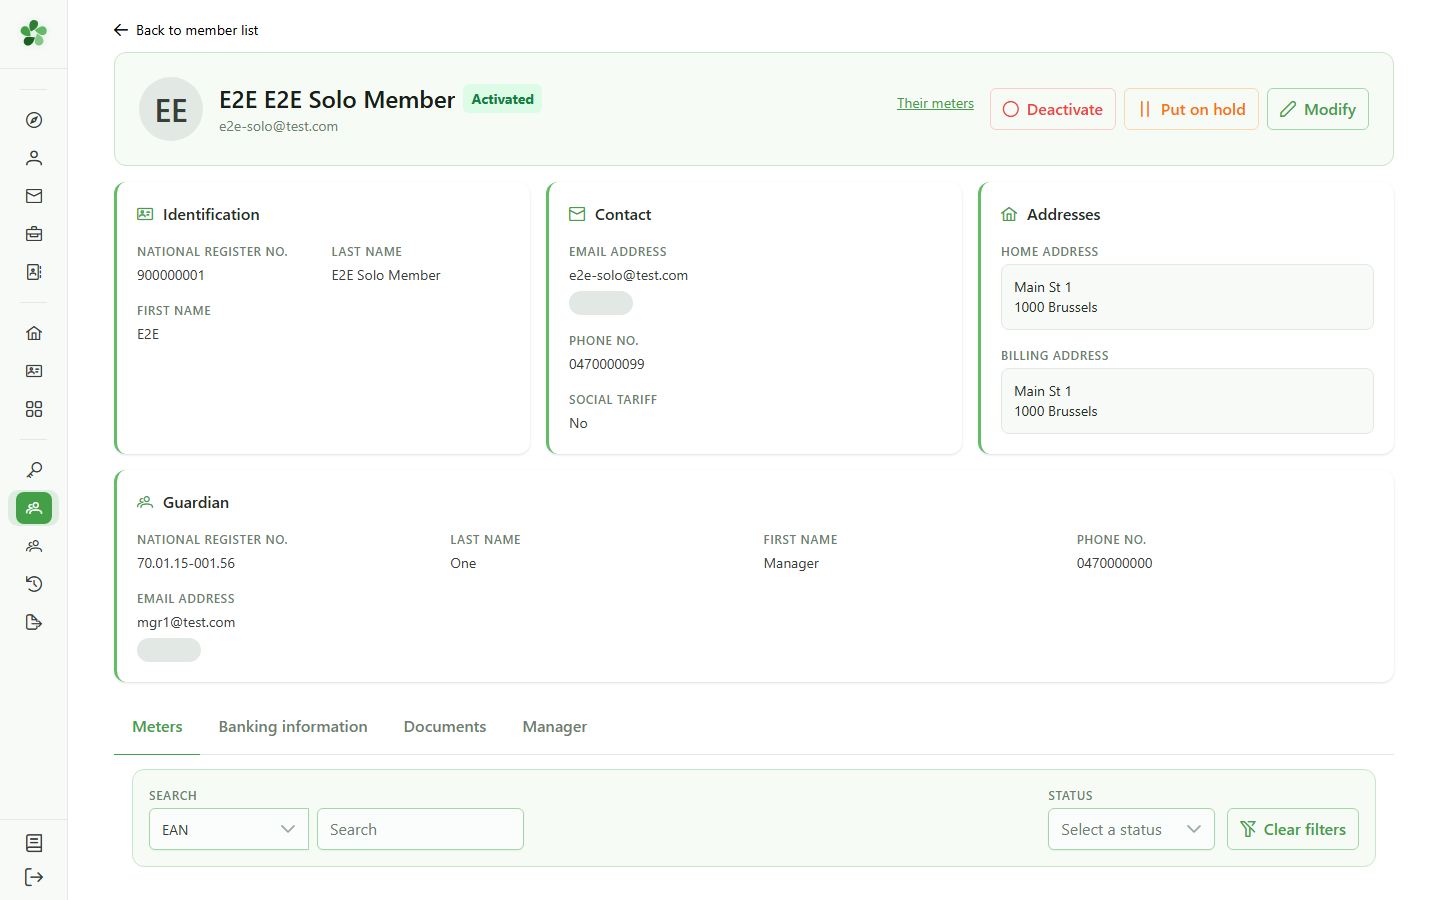 Back to member list
EE
E2E E2E Solo Member
Activated
e2e-solo@test.com
Their meters
Deactivate
Put on hold
Modify
Identification
NATIONAL REGISTER NO.
900000001
LAST NAME
E2E Solo Member
FIRST NAME
E2E
Contact
EMAIL ADDRESS
e2e-solo@test.com
PHONE NO.
0470000099
SOCIAL TARIFF
No
Addresses
HOME ADDRESS
Main St 1
1000 Brussels
BILLING ADDRESS
Main St 1
1000 Brussels
Guardian
NATIONAL REGISTER NO.
70.01.15-001.56
LAST NAME
One
FIRST NAME
Manager
PHONE NO.
0470000000
EMAIL ADDRESS
mgr1@test.com
Meters
Banking information
Documents
Manager
SEARCH
EAN
Search
STATUS
Select a status
Clear filters